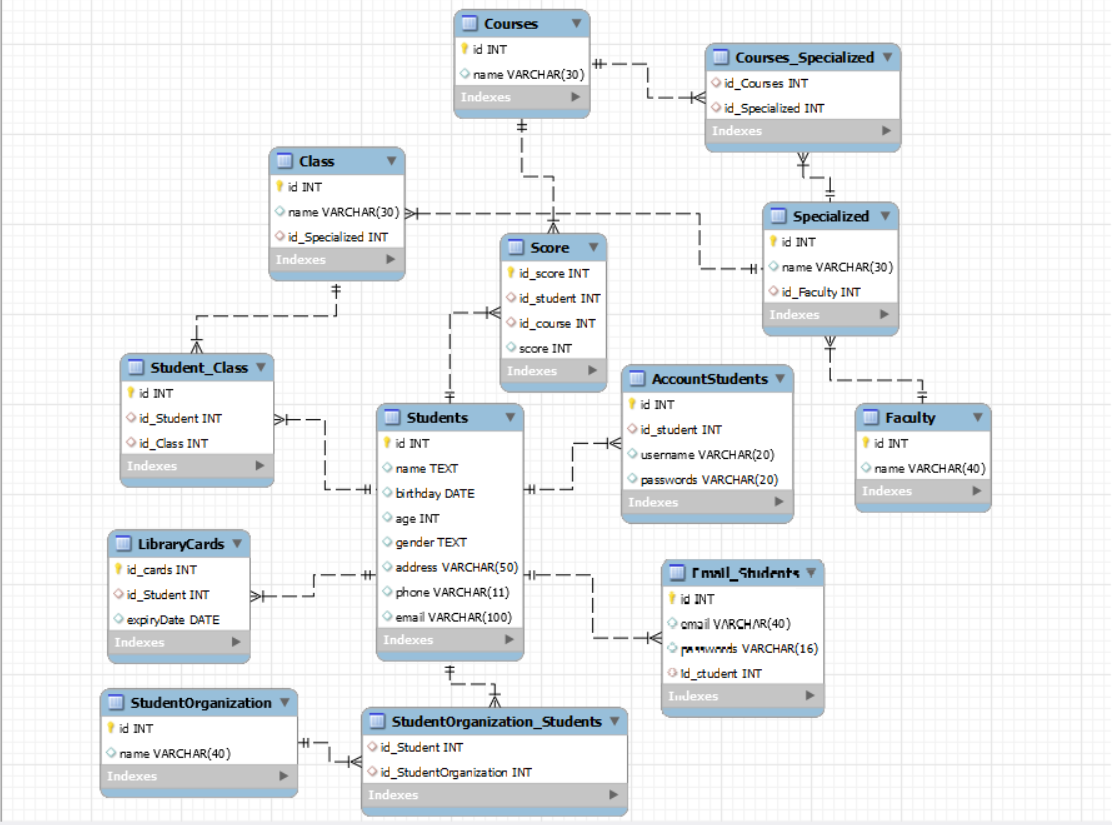 Courses
id INT
name VARCHAR(30)
Indexes
Courses_Specialized
id_Courses INT
id_Specialized INT
Indexes
Class
id INT
name VARCHAR(30)
id_Specialized INT
Indexes
Specialized
id INT
name VARCHAR(30)
id_Faculty INT
Indexes
Score
id_score INT
id_student INT
id_course INT
score INT
Indexes
Student_Class
id INT
id_Student INT
id_Class INT
Indexes
Students
id INT
name TEXT
birthday DATE
age INT
gender TEXT
address VARCHAR(50)
phone VARCHAR(11)
email VARCHAR(100)
Indexes
AccountStudents
id INT
id_student INT
username VARCHAR(20)
passwords VARCHAR(20)
Indexes
Faculty
id INT
name VARCHAR(40)
Indexes
LibraryCards
id_cards INT
id_Student INT
expiryDate DATE
Indexes
Email_Students
id INT
email VARCHAR(40)
passwords VARCHAR(16)
id_student INT
Indexes
StudentOrganization
id INT
name VARCHAR(40)
Indexes
StudentOrganization_Students
id_Student INT
id_StudentOrganization INT
Indexes